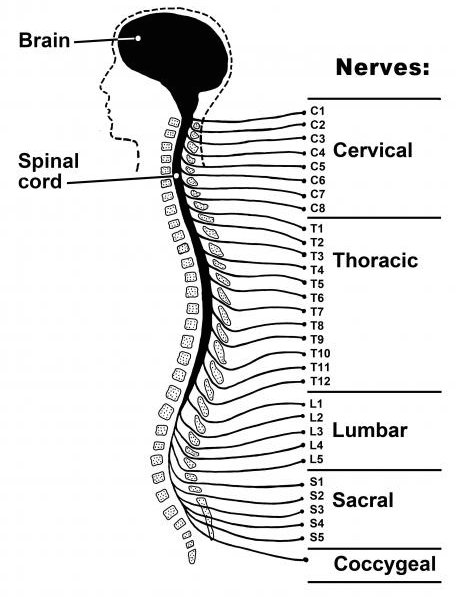 Brain
Nerves:
C1
C2
C3
C4
C5
C6
C7
C8
Cervical
Spinal
cord
T1
T2
T3
T4
T5
T6
T7
T8
T9
T10
T11
T12
Thoracic
L1
L2
L3
L4
L5
Lumbar
S1
S2
S3
S4
S5
Sacral
Coccygeal